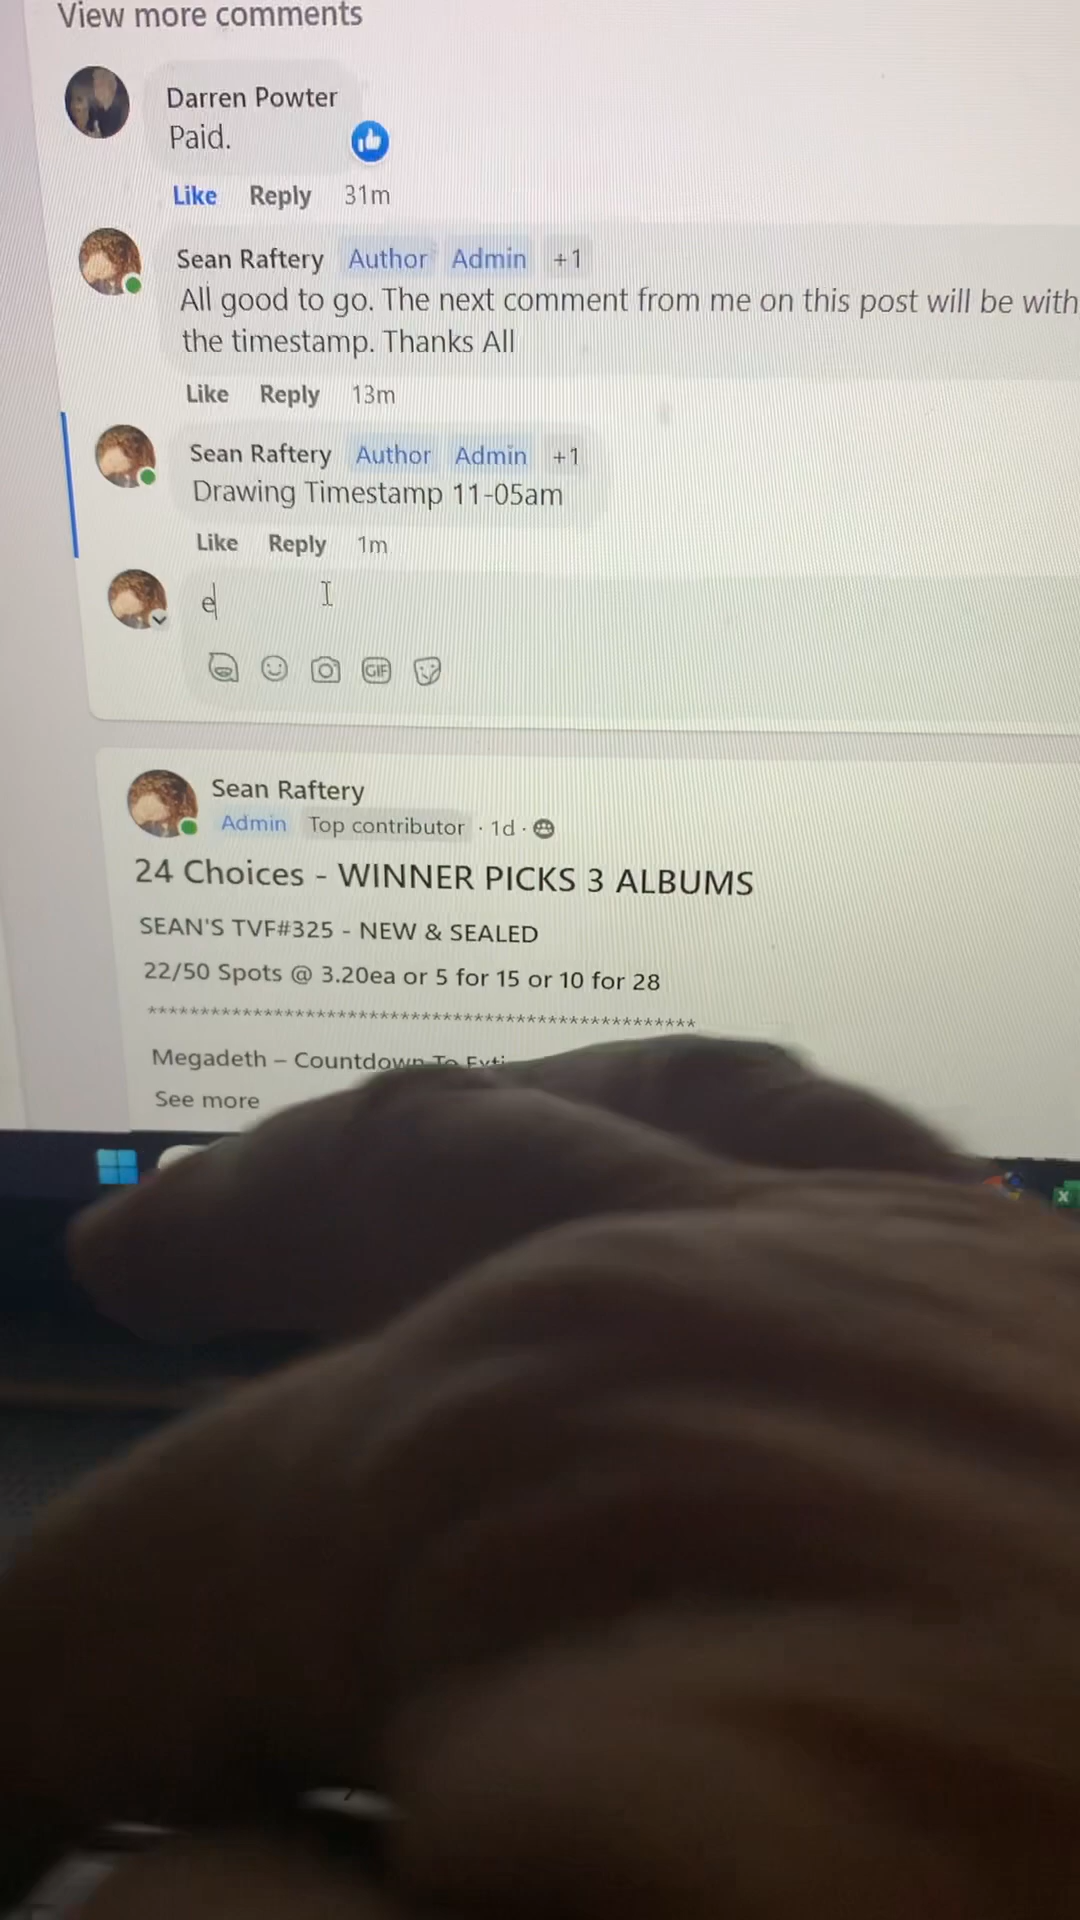 View more comments
Darren Powter
Paid.
Like Reply 31m
Sean Raftery Author Admin +1
All good to go. The next comment from me on this post will be with
the timestamp. Thanks All
Like Reply 13m
Sean Raftery Author Admin +1
Drawing Timestamp 11-05am
Like Reply 1m
e
GIF
Sean Raftery
Admin Top contributor · 1d ·
24 Choices - WINNER PICKS 3 ALBUMS
SEAN'S TVF#325 - NEW & SEALED
22/50 Spots @ 3.20ea or 5 for 15 or 10 for 28
****************************************************
Megadeth – Countdown To
See more